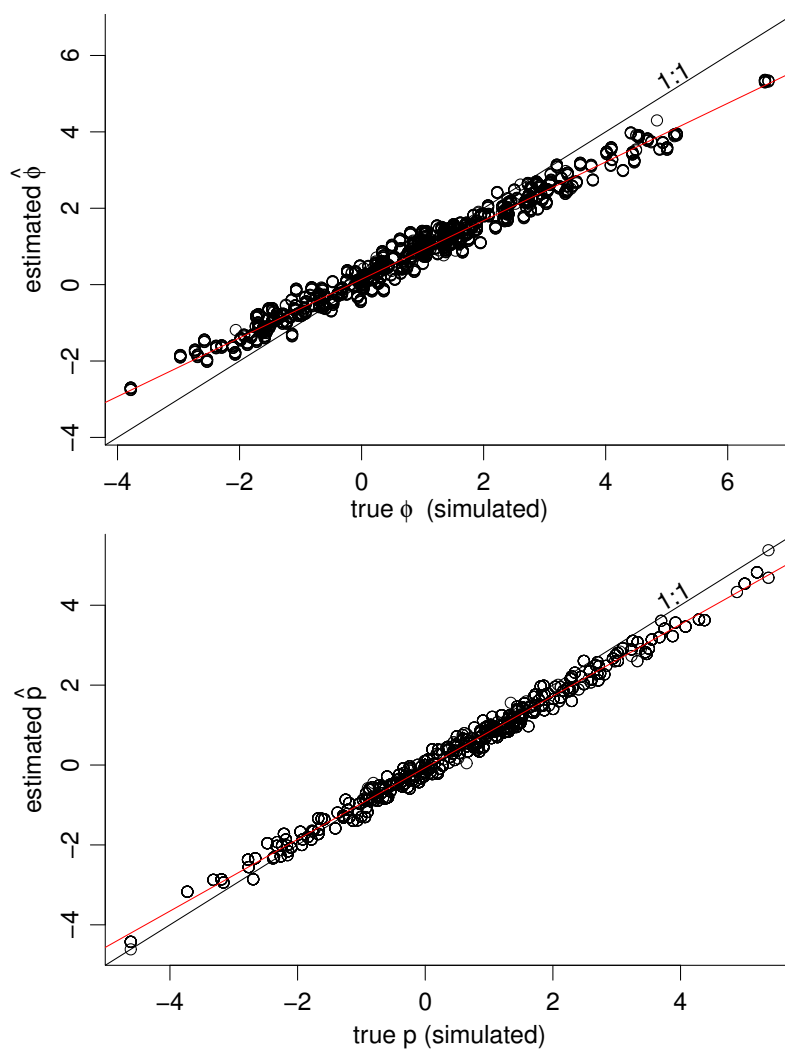 6
4
2
0
−2
−4
estimated ϕ̂
1:1
−4 −2 0 2 4 6
true ϕ (simulated)
4
2
0
−2
−4
estimated p̂
1:1
−4 −2 0 2 4
true p (simulated)